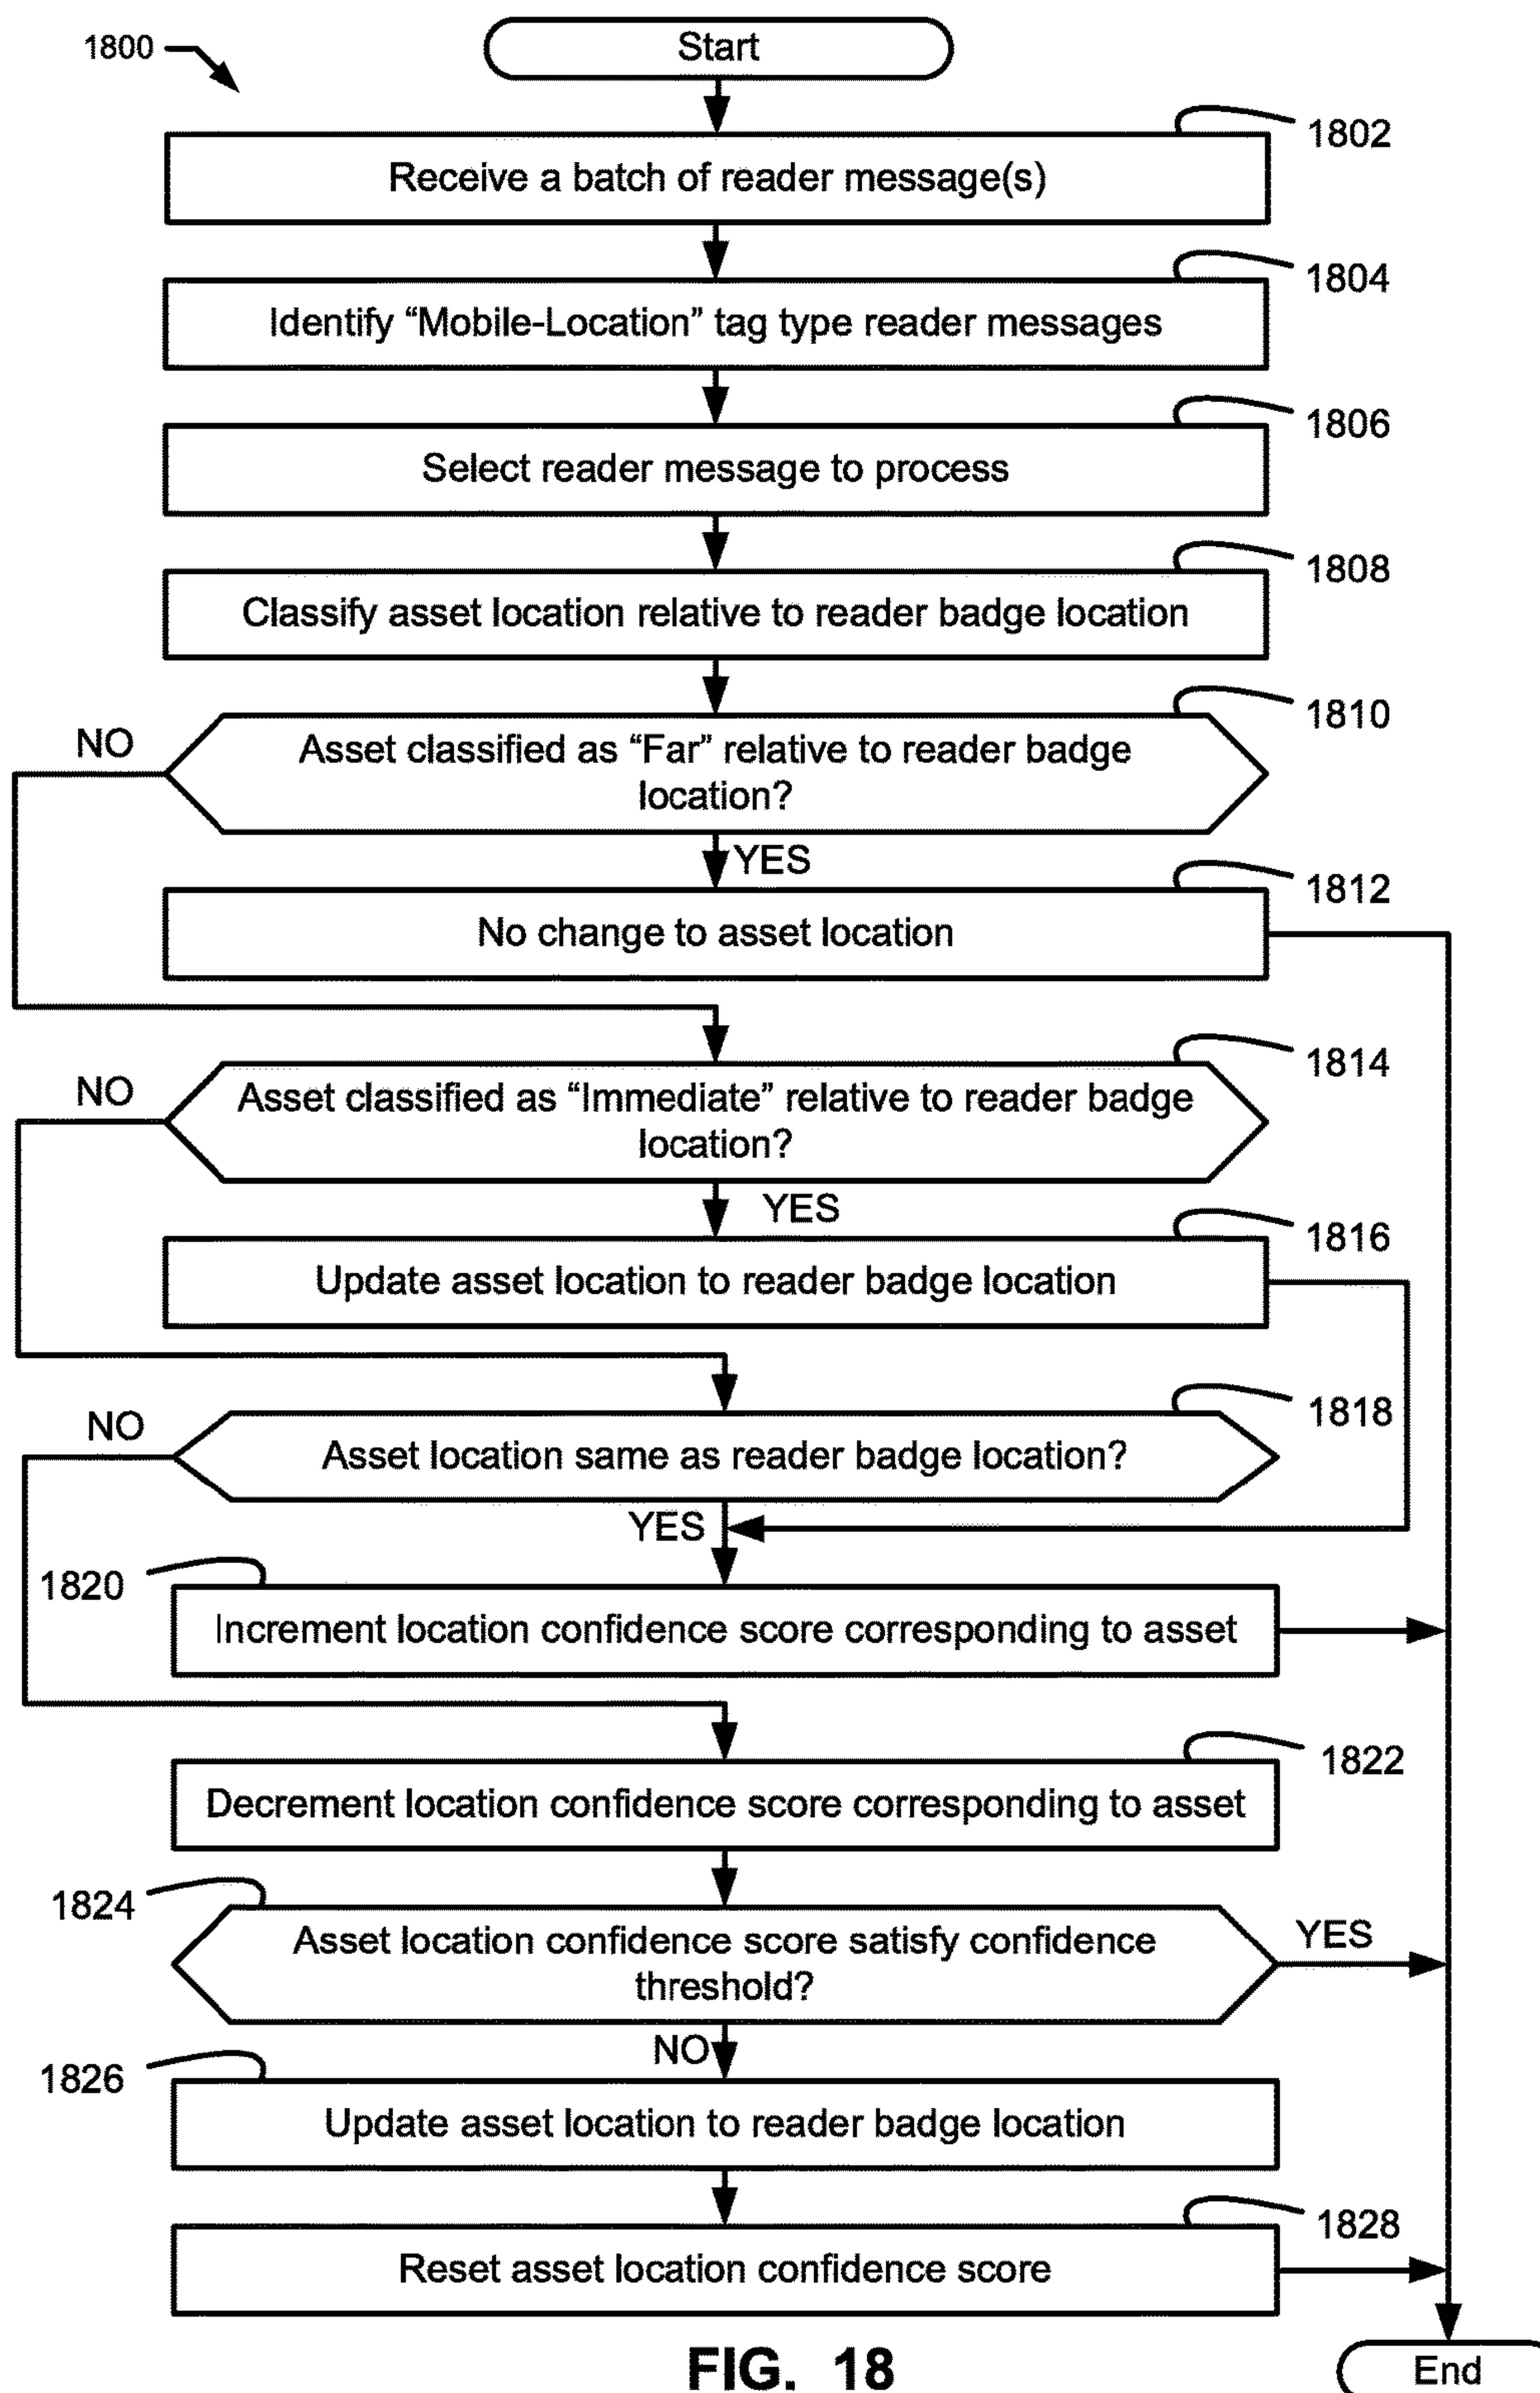 1800
Start
1802
Receive a batch of reader message(s)
1804
Identify “Mobile-Location” tag type reader messages
1806
Select reader message to process
1808
Classify asset location relative to reader badge location
1810
NO
Asset classified as “Far” relative to reader badge
location?
YES
1812
No change to asset location
1814
NO
Asset classified as “Immediate” relative to reader badge
location?
YES
1816
Update asset location to reader badge location
1818
NO
Asset location same as reader badge location?
YES
1820
Increment location confidence score corresponding to asset
1822
Decrement location confidence score corresponding to asset
1824
Asset location confidence score satisfy confidence
threshold?
YES
NO
1826
Update asset location to reader badge location
1828
Reset asset location confidence score
FIG. 18
End